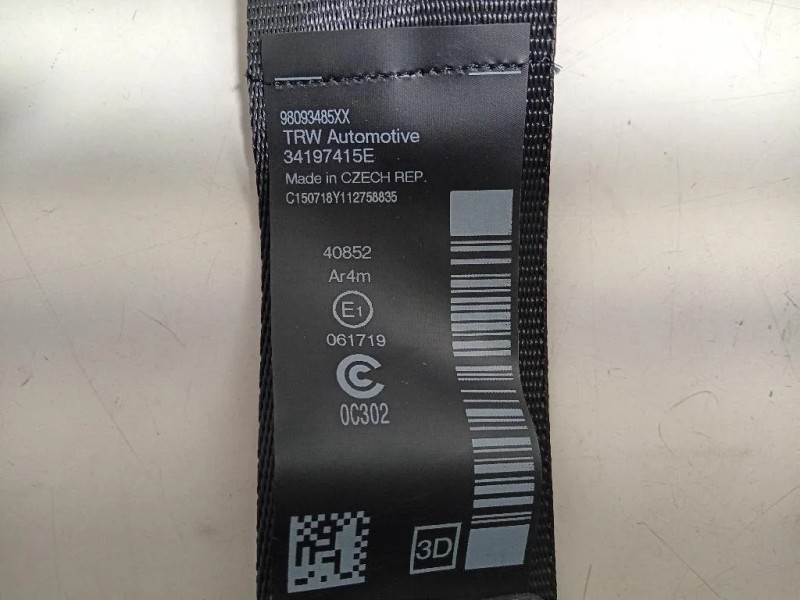 98093485XX
TRW Automotive
34197415E
Made in CZECH REP.
C150718Y112758835
40852
Ar4m
E1
061719
0C302
3D